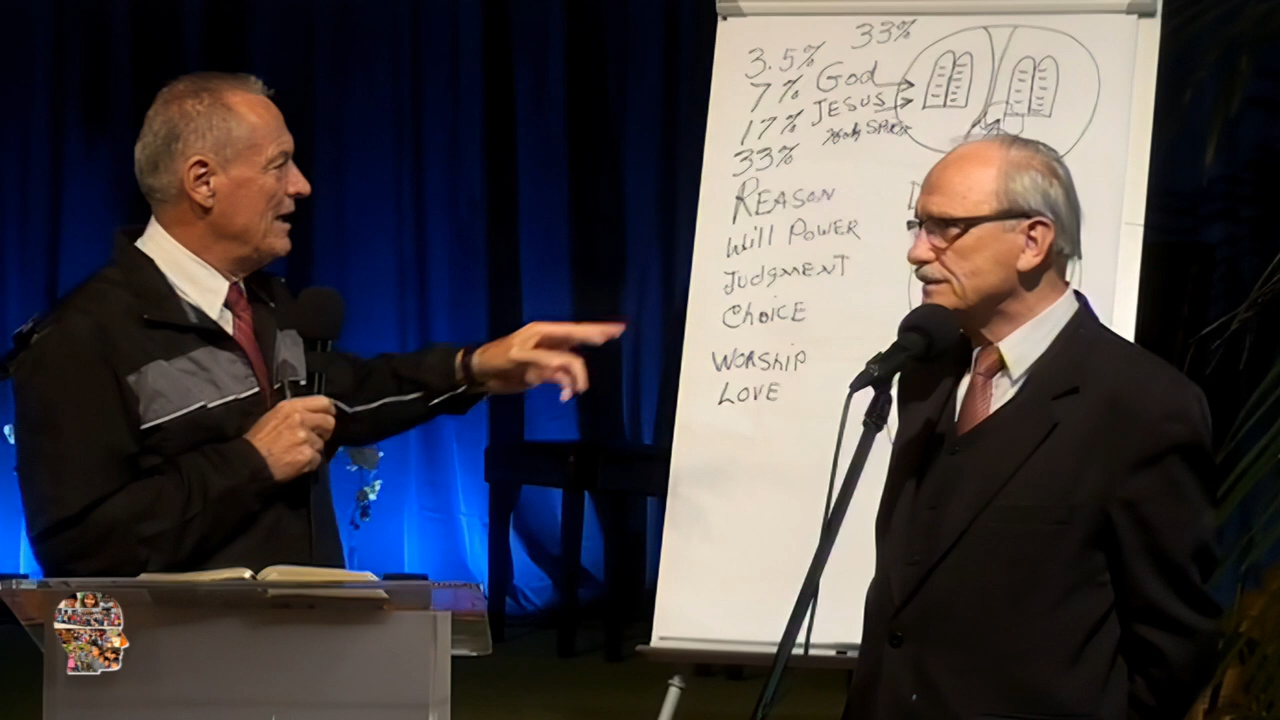 33%
3.5%
7% God
JESUS
17% Holy SPIRIT
33%
REASON
Will POWER
JudgmENT
ChoicE
WORShip
LOVE